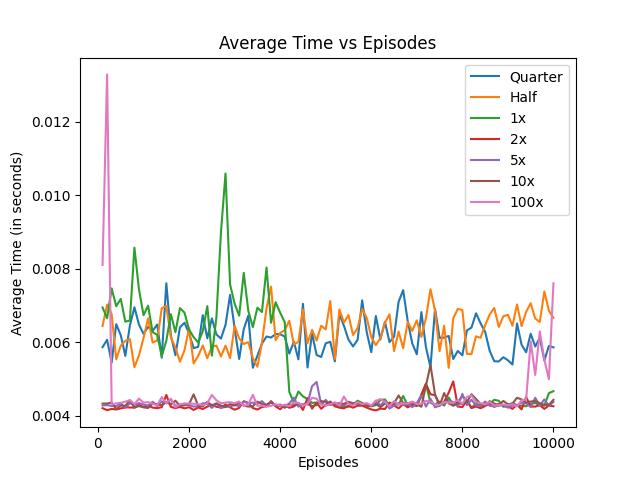 Average Time vs Episodes
Average Time (in seconds)
0.012
0.010
0.008
0.006
0.004
0
2000
4000
6000
8000
10000
Episodes
Quarter
Half
1x
2x
5x
10x
100x